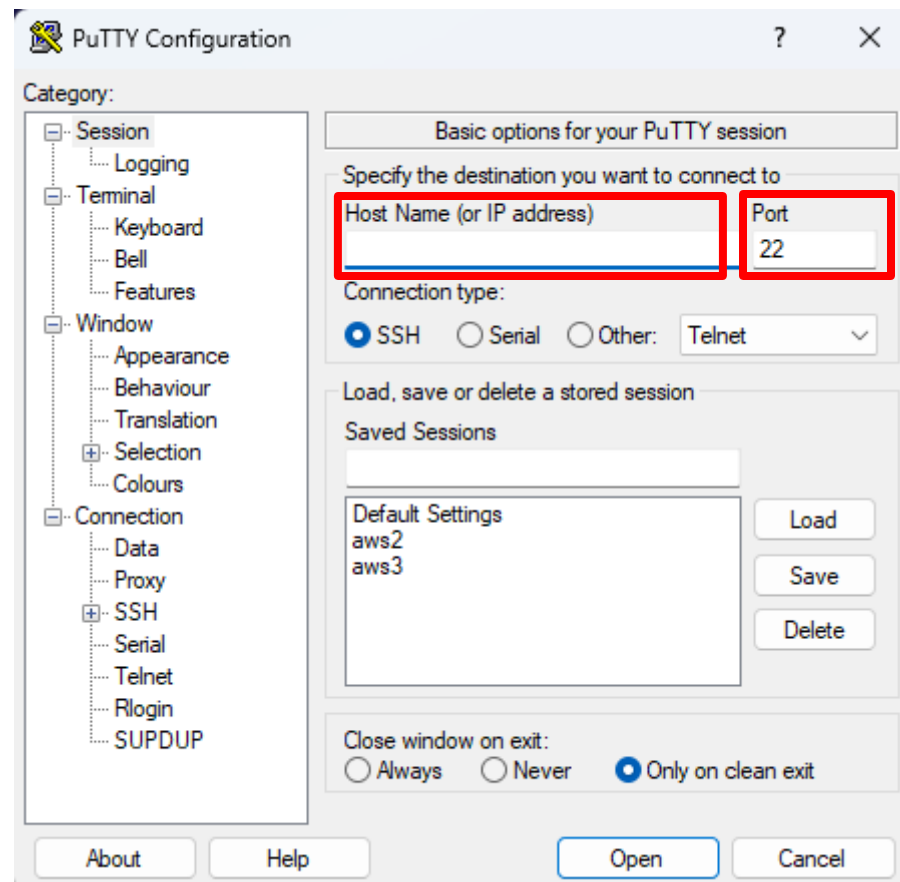 PuTTY Configuration
?
Category:
Session
Logging
Terminal
Keyboard
Bell
Features
Window
Appearance
Behaviour
Translation
Selection
Colours
Connection
Data
Proxy
SSH
Serial
Telnet
Rlogin
SUPDUP
Basic options for your PuTTY session
Specify the destination you want to connect to
Host Name (or IP address) Port
22
Connection type:
SSH Serial Other: Telnet
Load, save or delete a stored session
Saved Sessions
Default Settings
aws2
aws3
Load
Save
Delete
Close window on exit:
Always Never Only on clean exit
About Help Open Cancel